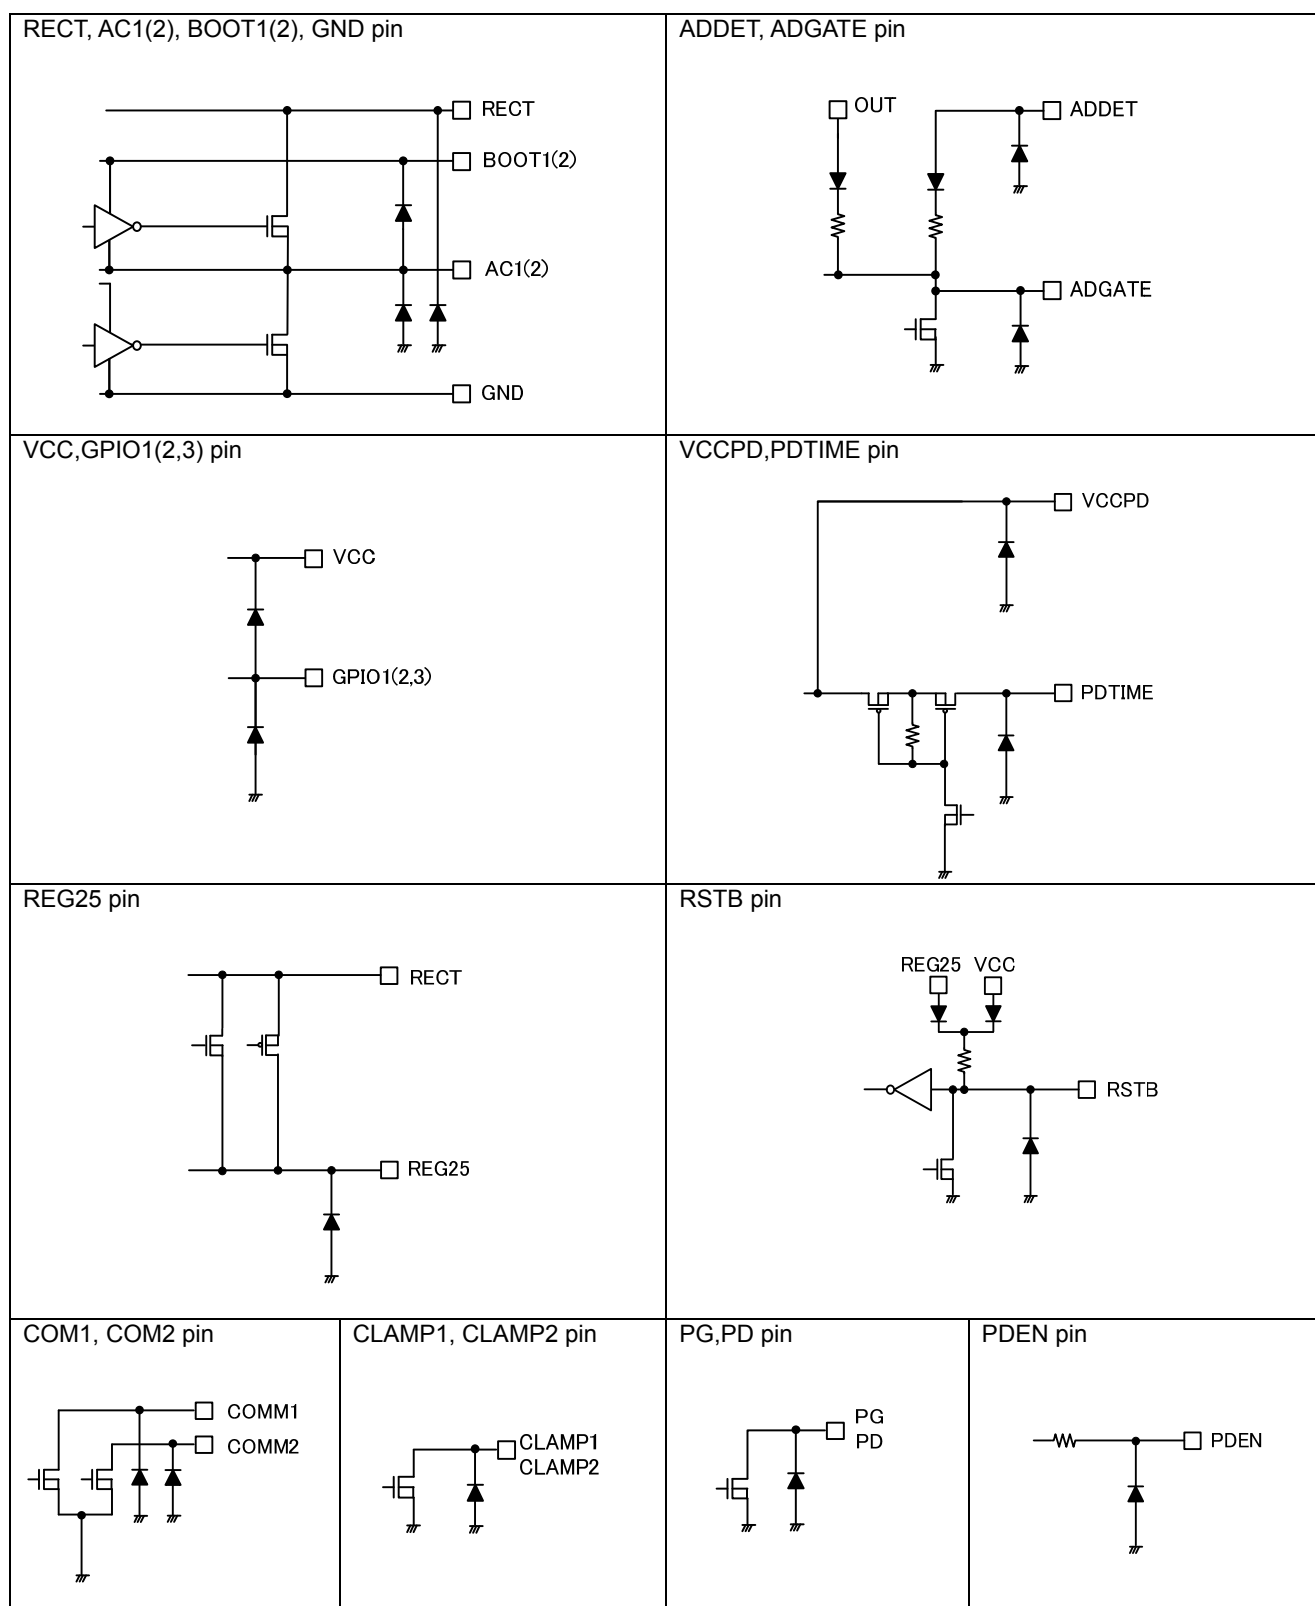 RECT, AC1(2), BOOT1(2), GND pin
RECT
BOOT1(2)
AC1(2)
GND
ADDET, ADGATE pin
OUT
ADDET
ADGATE
VCC,GPIO1(2,3) pin
VCC
GPIO1(2,3)
VCCPD,PDTIME pin
VCCPD
PDTIME
REG25 pin
RECT
REG25
RSTB pin
REG25 VCC
RSTB
COM1, COM2 pin
COMM1
COMM2
CLAMP1, CLAMP2 pin
CLAMP1
CLAMP2
PG,PD pin
PG
PD
PDEN pin
PDEN